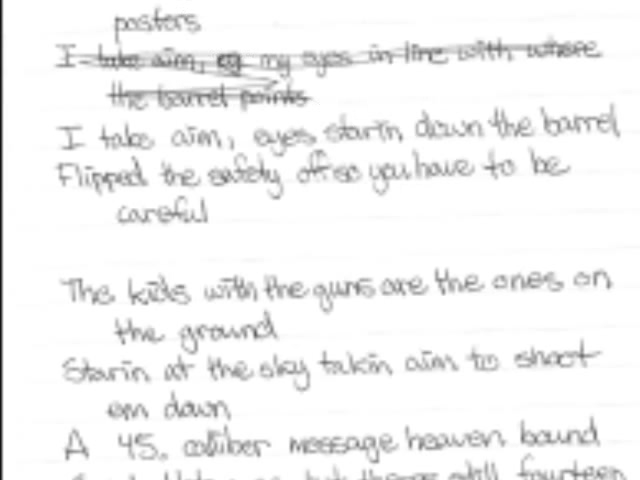 posters
I take aim, my eyes in line with where
the barrel points
I take aim, eyes starin down the barrel
Flipped the safety off so you have to be
careful
The kids with the guns are the ones on
the ground
Starin at the sky takin aim to shoot
em down
A 45. caliber message heaven bound
still fourteen